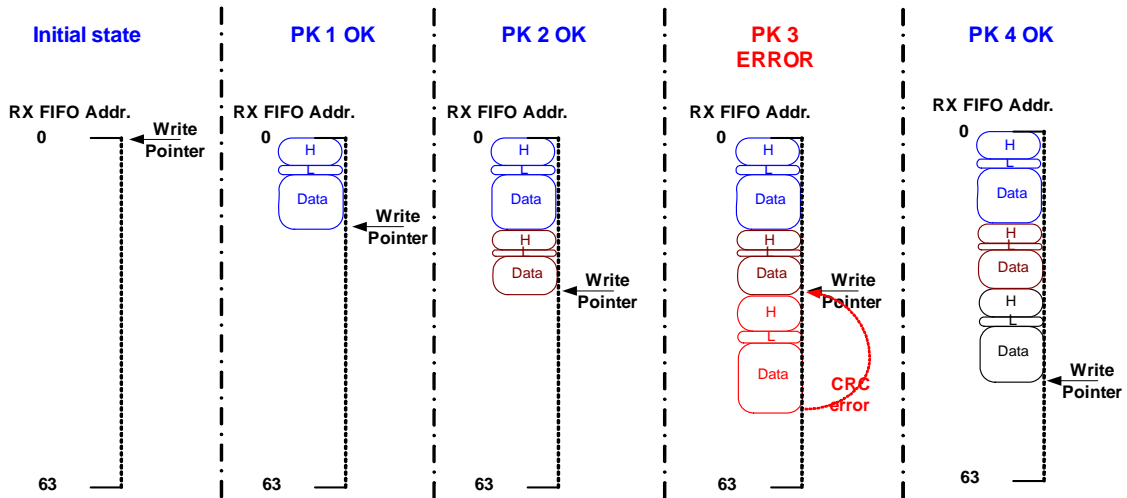 Initial state
RX FIFO Addr.
0
Write
Pointer
63
PK 1 OK
RX FIFO Addr.
0
H
L
Data
Write
Pointer
63
PK 2 OK
RX FIFO Addr.
0
H
L
Data
H
L
Data
Write
Pointer
63
PK 3
ERROR
RX FIFO Addr.
0
H
L
Data
H
L
Data
Write
Pointer
H
L
Data
CRC
error
63
PK 4 OK
RX FIFO Addr.
0
H
L
Data
H
L
Data
H
L
Data
Write
Pointer
63